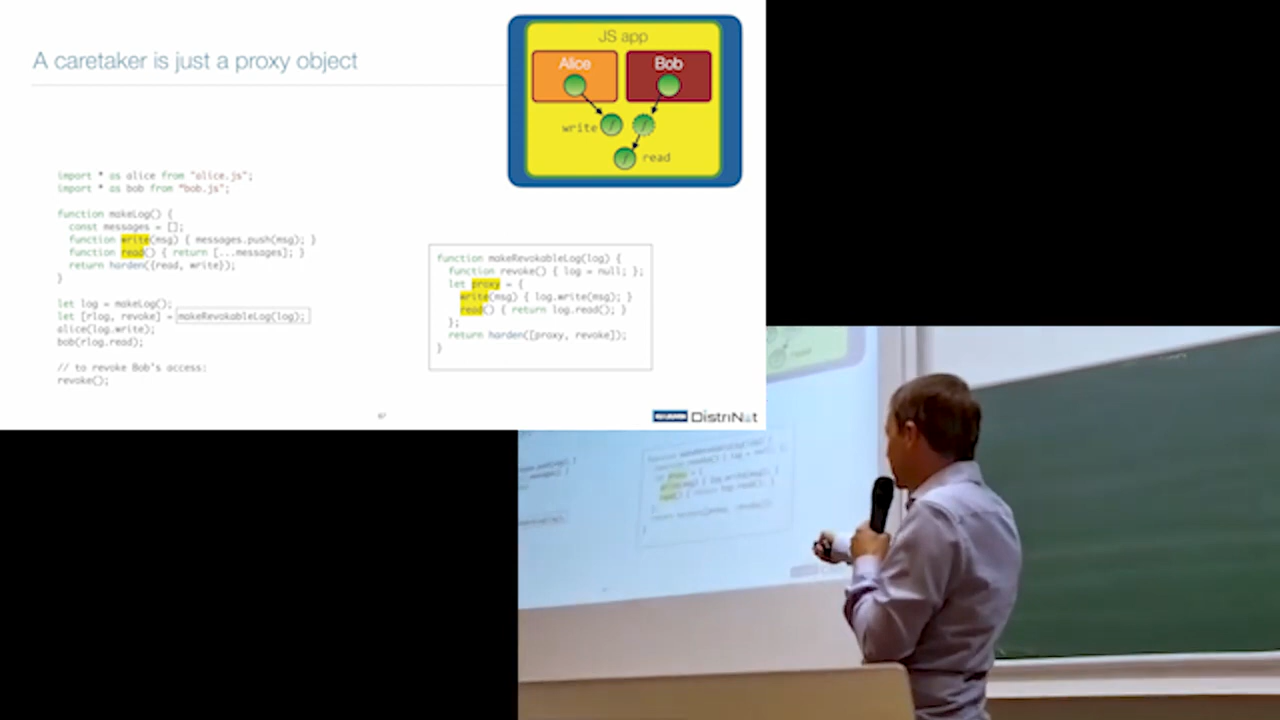 A caretaker is just a proxy object
JS app
Alice
Bob
write
read
import * as alice from "alice.js";
import * as bob from "bob.js";
function makeLog() {
const messages = [];
function write(msg) { messages.push(msg); }
function read() { return [...messages]; }
return harden({read, write});
}
let log = makeLog();
let [rlog, revoke] = makeRevokableLog(log);
alice(log.write);
bob(rlog.read);
// to revoke Bob's access:
revoke();
function makeRevokableLog(log) {
function revoke() { log = null; };
let proxy = {
write(msg) { log.write(msg); }
read() { return log.read(); }
};
return harden([proxy, revoke]);
}
67
KU LEUVEN DistriNet